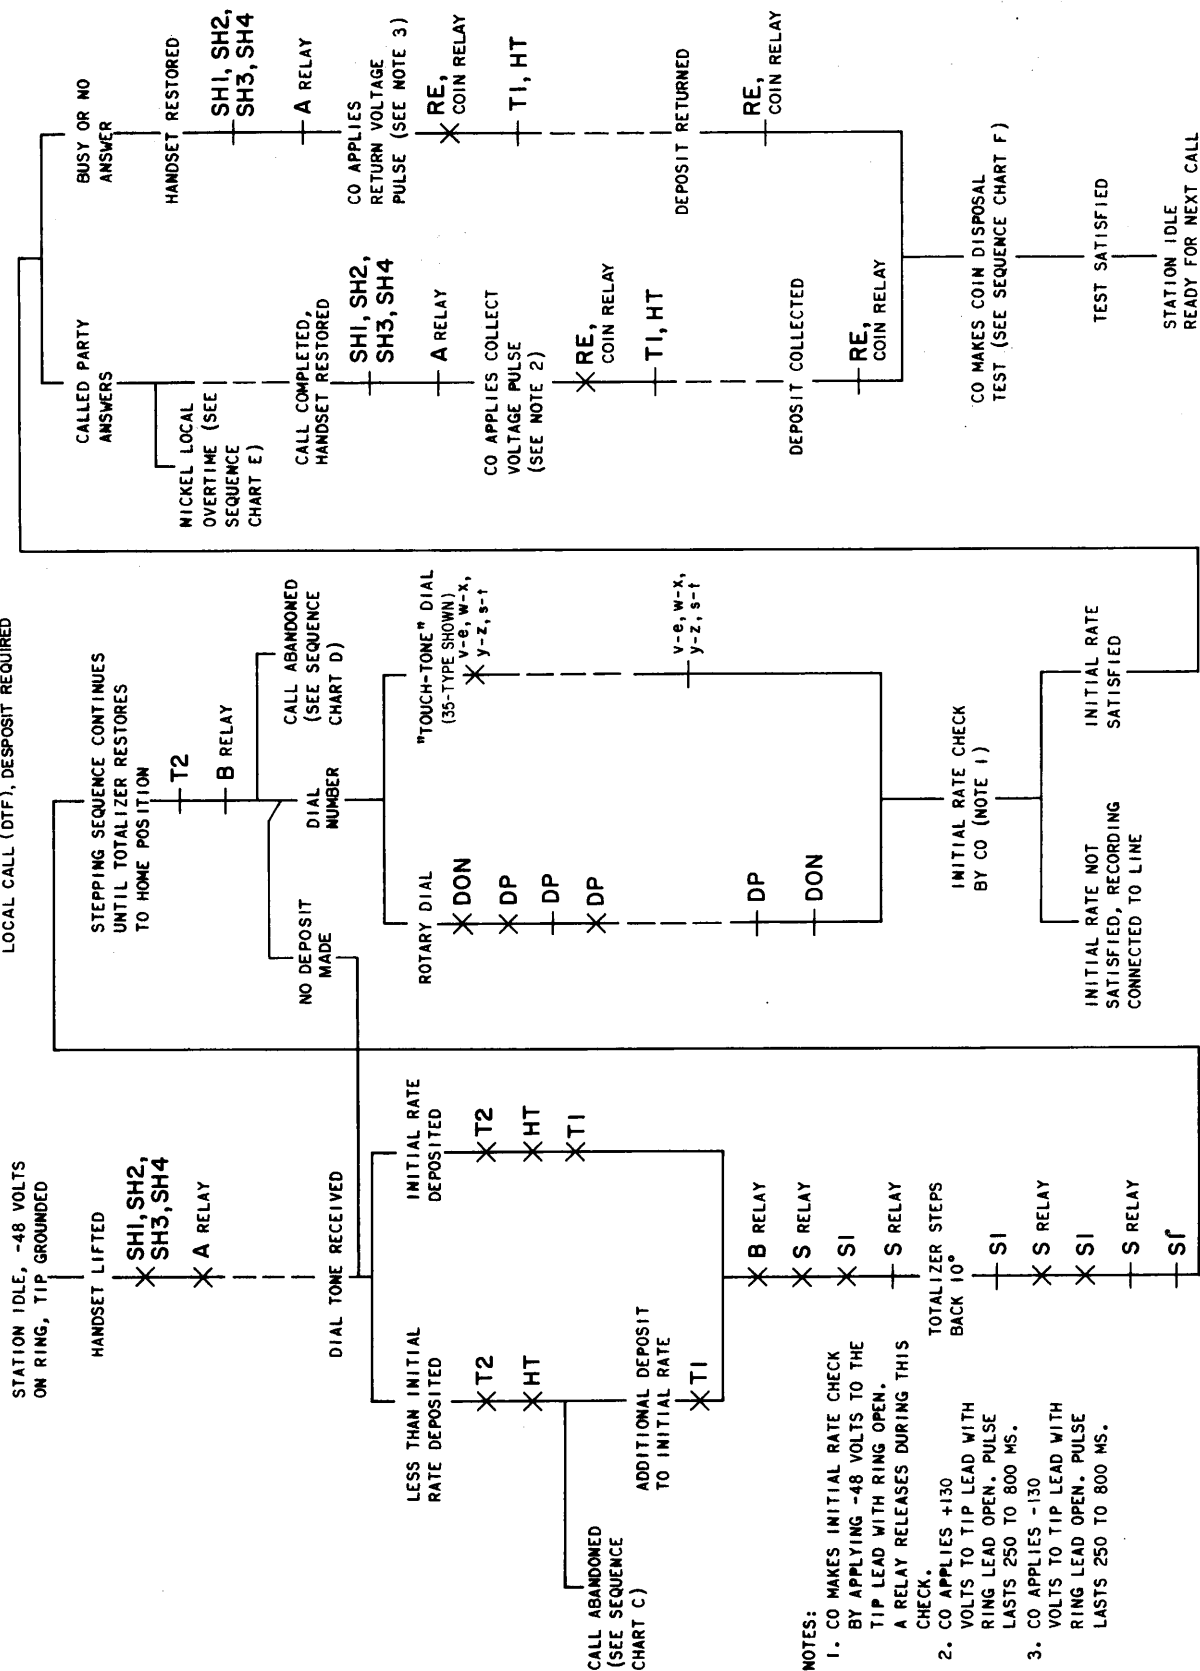 LOCAL CALL (DTF), DESPOSIT REQUIRED
STATION IDLE, -48 VOLTS
ON RING, TIP GROUNDED
HANDSET LIFTED
SH1, SH2,
SH3, SH4
A RELAY
DIAL TONE RECEIVED
LESS THAN INITIAL
RATE DEPOSITED
T2
HT
CALL ABANDONED
(SEE SEQUENCE
CHART C)
ADDITIONAL DEPOSIT
TO INITIAL RATE
T1
INITIAL RATE
DEPOSITED
T2
HT
T1
B RELAY
S RELAY
S1
S RELAY
TOTALIZER STEPS
BACK 10°
S1
S RELAY
S1
S RELAY
S1
NOTES:
1. CO MAKES INITIAL RATE CHECK
BY APPLYING -48 VOLTS TO THE
TIP LEAD WITH RING OPEN.
A RELAY RELEASES DURING THIS
CHECK.
2. CO APPLIES +130
VOLTS TO TIP LEAD WITH
RING LEAD OPEN. PULSE
LASTS 250 TO 800 MS.
3. CO APPLIES -130
VOLTS TO TIP LEAD WITH
RING LEAD OPEN. PULSE
LASTS 250 TO 800 MS.
STEPPING SEQUENCE CONTINUES
UNTIL TOTALIZER RESTORES
TO HOME POSITION
T2
B RELAY
NO DEPOSIT
MADE
DIAL
NUMBER
CALL ABANDONED
(SEE SEQUENCE
CHART D)
ROTARY DIAL
DON
DP
DP
DP
DP
DON
"TOUCH-TONE" DIAL
(35-TYPE SHOWN)
v-e, w-x,
y-z, s-t
v-e, w-x,
y-z, s-t
INITIAL RATE CHECK
BY CO (NOTE 1)
INITIAL RATE NOT
SATISFIED, RECORDING
CONNECTED TO LINE
INITIAL RATE
SATISFIED
CALLED PARTY
ANSWERS
NICKEL LOCAL
OVERTIME (SEE
SEQUENCE
CHART E)
CALL COMPLETED,
HANDSET RESTORED
SH1, SH2,
SH3, SH4
A RELAY
CO APPLIES COLLECT
VOLTAGE PULSE
(SEE NOTE 2)
RE,
COIN RELAY
T1, HT
DEPOSIT COLLECTED
RE,
COIN RELAY
BUSY OR NO
ANSWER
HANDSET RESTORED
SH1, SH2,
SH3, SH4
A RELAY
CO APPLIES
RETURN VOLTAGE
PULSE (SEE NOTE 3)
RE,
COIN RELAY
T1, HT
DEPOSIT RETURNED
RE,
COIN RELAY
CO MAKES COIN DISPOSAL
TEST (SEE SEQUENCE CHART F)
TEST SATISFIED
STATION IDLE
READY FOR NEXT CALL